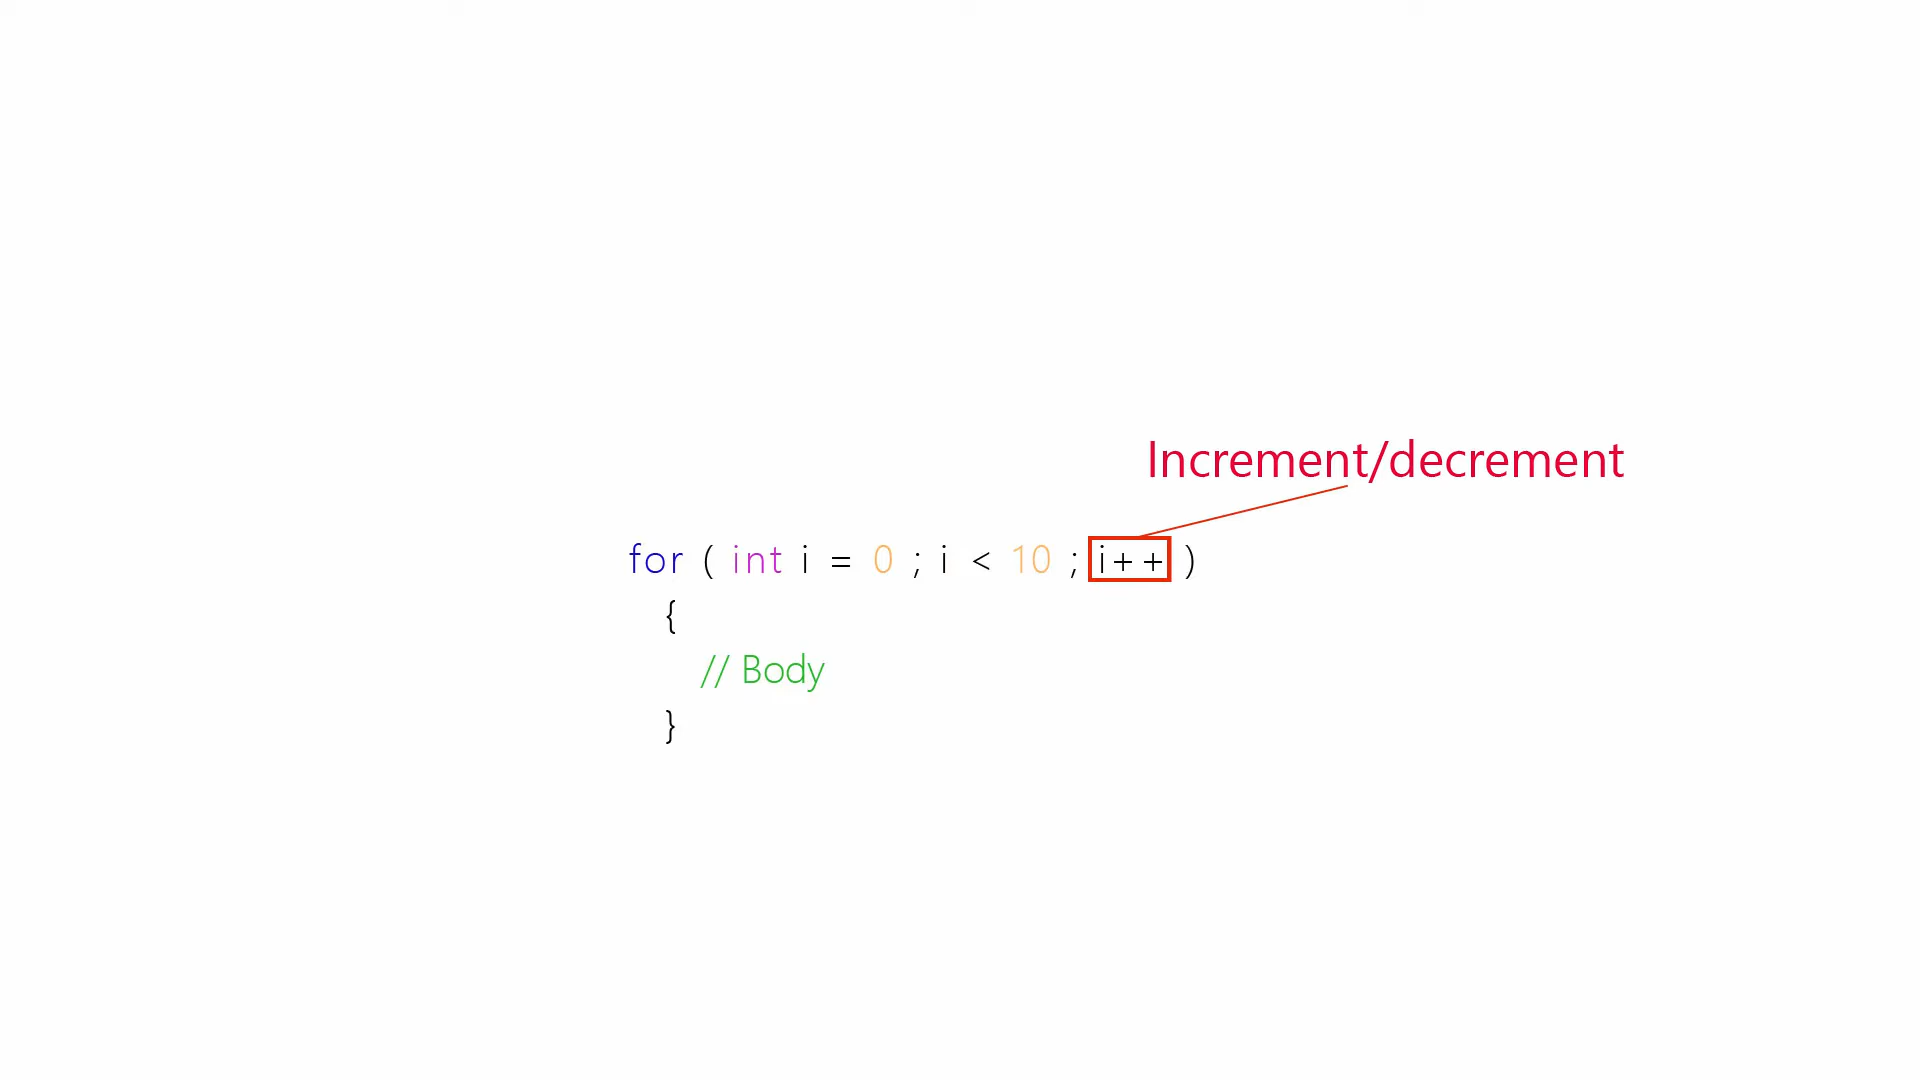 Increment/decrement
for ( int i = 0 ; i < 10 ; i++ )
{
// Body
}